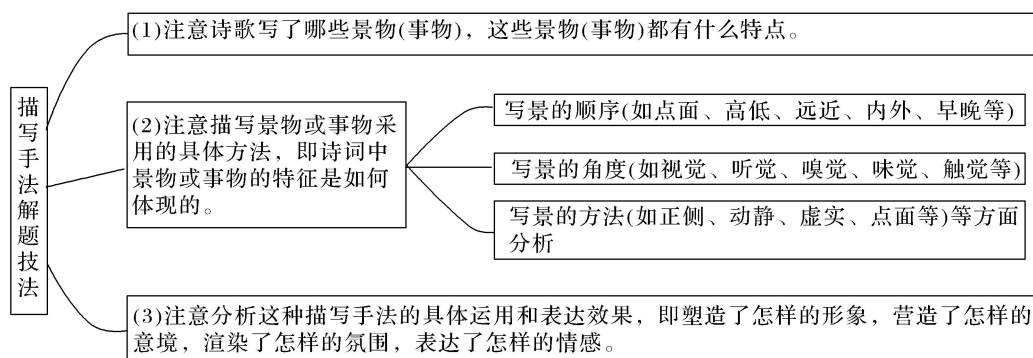 描写手法解题技法
(1)注意诗歌写了哪些景物(事物)，这些景物(事物)都有什么特点。
(2)注意描写景物或事物采
用的具体方法，即诗词中
景物或事物的特征是如何
体现的。
写景的顺序(如点面、高低、远近、内外、早晚等)
写景的角度(如视觉、听觉、嗅觉、味觉、触觉等)
写景的方法(如正侧、动静、虚实、点面等)等方面
分析
(3)注意分析这种描写手法的具体运用和表达效果，即塑造了怎样的形象，营造了怎样的
意境，渲染了怎样的氛围，表达了怎样的情感。